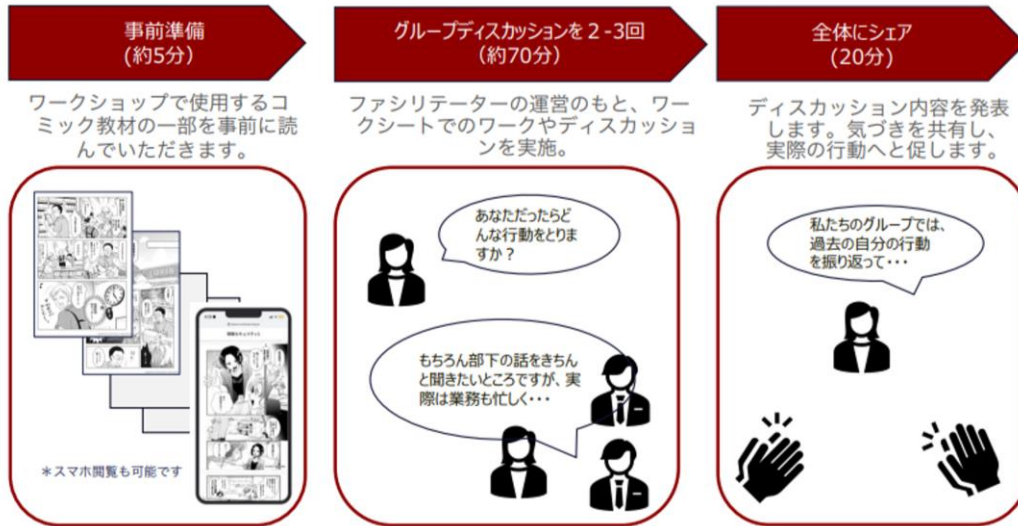 事前準備
(約5分)
グループディスカッションを２-3回
(約70分)
全体にシェア
(20分)
ワークショップで使用するコ
ミック教材の一部を事前に読
んでいただきます。
ファシリテーターの運営のもと、ワー
クシートでのワークやディスカッショ
ンを実施。
ディスカッション内容を発表
します。気づきを共有し、
実際の行動へと促します。
＊スマホ閲覧も可能です
あなただったらど
んな行動をとりま
すか？
もちろん部下の話をきちん
と聞きたいところですが、実
際は業務も忙しく・・・
私たちのグループでは、
過去の自分の行動
を振り返って・・・